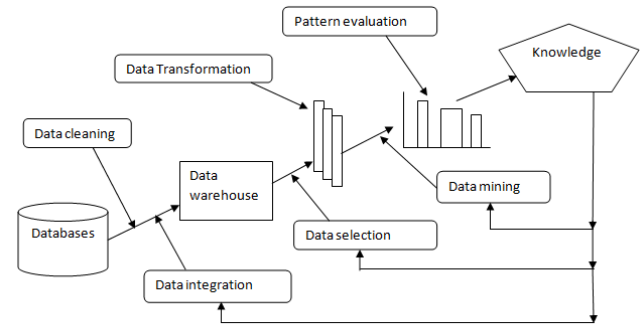 Pattern evaluation
Knowledge
Data Transformation
Data cleaning
Data
warehouse
Data mining
Databases
Data selection
Data integration